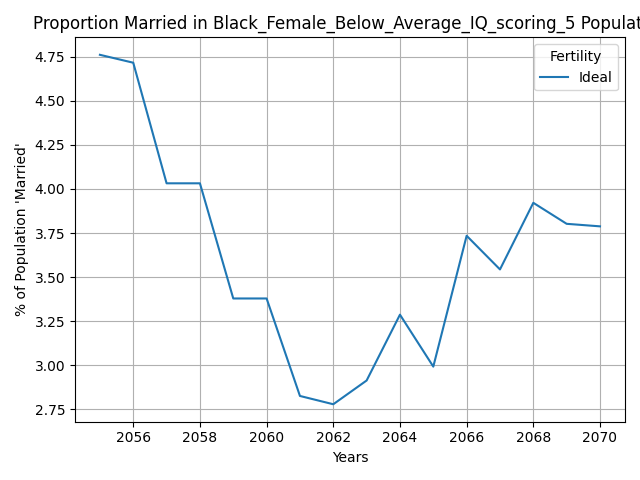 Proportion Married in Black_Female_Below_Average_IQ_scoring_5 Populat
Fertility
Ideal
% of Population 'Married'
4.75
4.50
4.25
4.00
3.75
3.50
3.25
3.00
2.75
2056 2058 2060 2062 2064 2066 2068 2070
Years